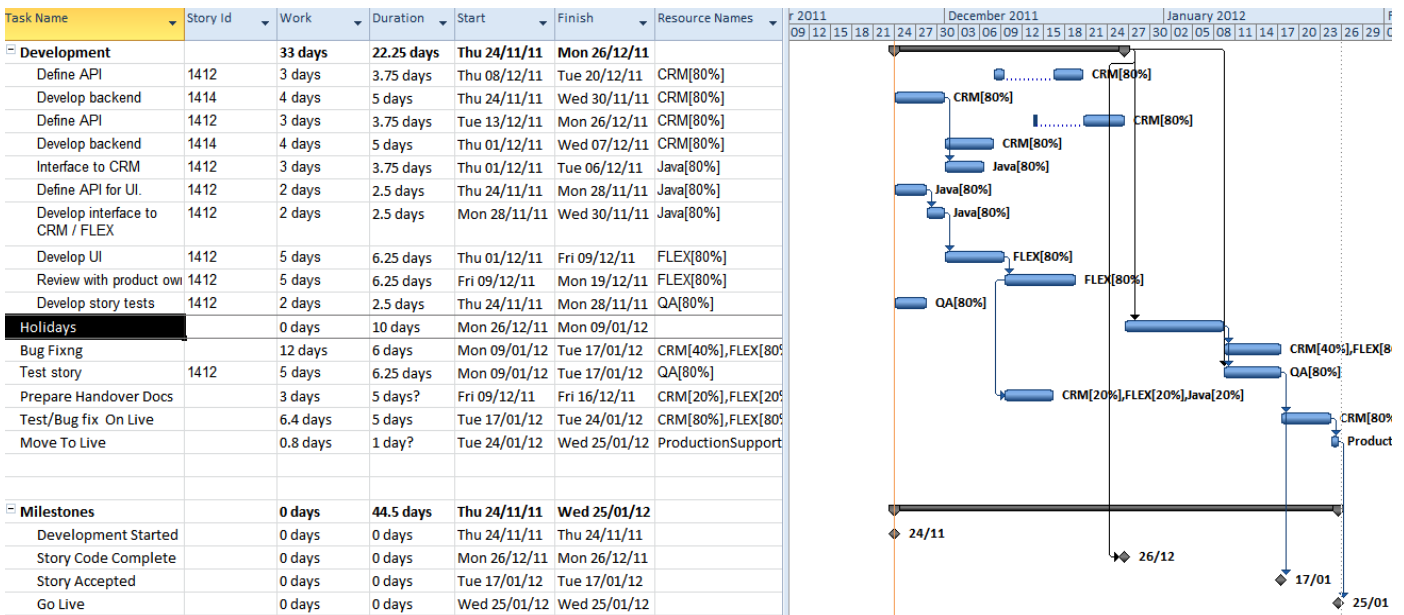 Task Name Story Id Work Duration Start Finish Resource Names r 2011 December 2011 January 2012 F
09 12 15 18 21 24 27 30 03 06 09 12 15 18 21 24 27 30 02 05 08 11 14 17 20 23 26 29 0
Development 33 days 22.25 days Thu 24/11/11 Mon 26/12/11
Define API 1412 3 days 3.75 days Thu 08/12/11 Tue 20/12/11 CRM[80%] CRM[80%]
Develop backend 1414 4 days 5 days Thu 24/11/11 Wed 30/11/11 CRM[80%] CRM[80%]
Define API 1412 3 days 3.75 days Tue 13/12/11 Mon 26/12/11 CRM[80%] CRM[80%]
Develop backend 1414 4 days 5 days Thu 01/12/11 Wed 07/12/11 CRM[80%] CRM[80%]
Interface to CRM 1412 3 days 3.75 days Thu 01/12/11 Tue 06/12/11 Java[80%] Java[80%]
Define API for UI. 1412 2 days 2.5 days Thu 24/11/11 Mon 28/11/11 Java[80%] Java[80%]
Develop interface to 1412 2 days 2.5 days Mon 28/11/11 Wed 30/11/11 Java[80%] Java[80%]
CRM / FLEX
Develop UI 1412 5 days 6.25 days Thu 01/12/11 Fri 09/12/11 FLEX[80%] FLEX[80%]
Review with product own 1412 5 days 6.25 days Fri 09/12/11 Mon 19/12/11 FLEX[80%] FLEX[80%]
Develop story tests 1412 2 days 2.5 days Thu 24/11/11 Mon 28/11/11 QA[80%] QA[80%]
Holidays 0 days 10 days Mon 26/12/11 Mon 09/01/12
Bug Fixng 12 days 6 days Mon 09/01/12 Tue 17/01/12 CRM[40%],FLEX[80% CRM[40%],FLEX[8
Test story 1412 5 days 6.25 days Mon 09/01/12 Tue 17/01/12 QA[80%] QA[80%]
Prepare Handover Docs 3 days 5 days? Fri 09/12/11 Fri 16/12/11 CRM[20%],FLEX[20% CRM[20%],FLEX[20%],Java[20%]
Test/Bug fix On Live 6.4 days 5 days Tue 17/01/12 Tue 24/01/12 CRM[80%],FLEX[80% CRM[80%
Move To Live 0.8 days 1 day? Tue 24/01/12 Wed 25/01/12 ProductionSupport Product
Milestones 0 days 44.5 days Thu 24/11/11 Wed 25/01/12
Development Started 0 days 0 days Thu 24/11/11 Thu 24/11/11 24/11
Story Code Complete 0 days 0 days Mon 26/12/11 Mon 26/12/11 26/12
Story Accepted 0 days 0 days Tue 17/01/12 Tue 17/01/12 17/01
Go Live 0 days 0 days Wed 25/01/12 Wed 25/01/12 25/01